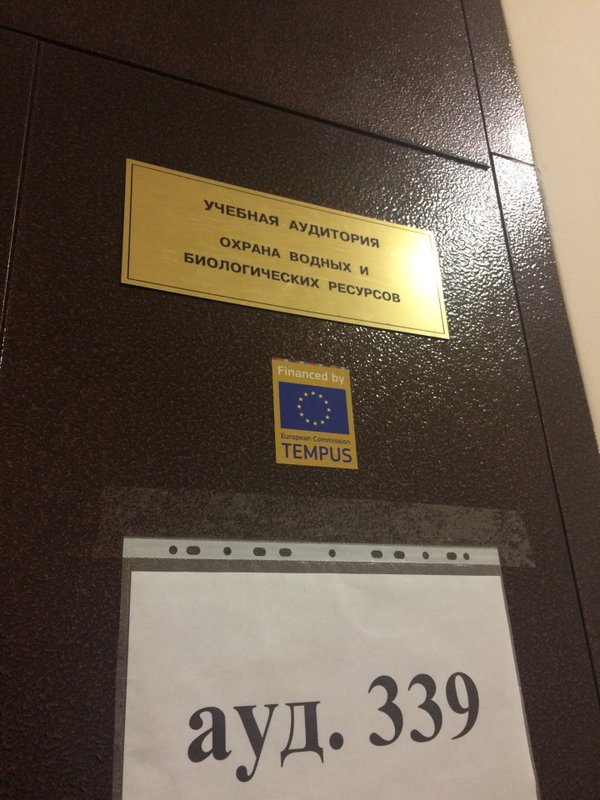 УЧЕБНАЯ АУДИТОРИЯ
ОХРАНА ВОДНЫХ И
БИОЛОГИЧЕСКИХ РЕСУРСОВ
Financed by
European Commission
TEMPUS
ауд. 339